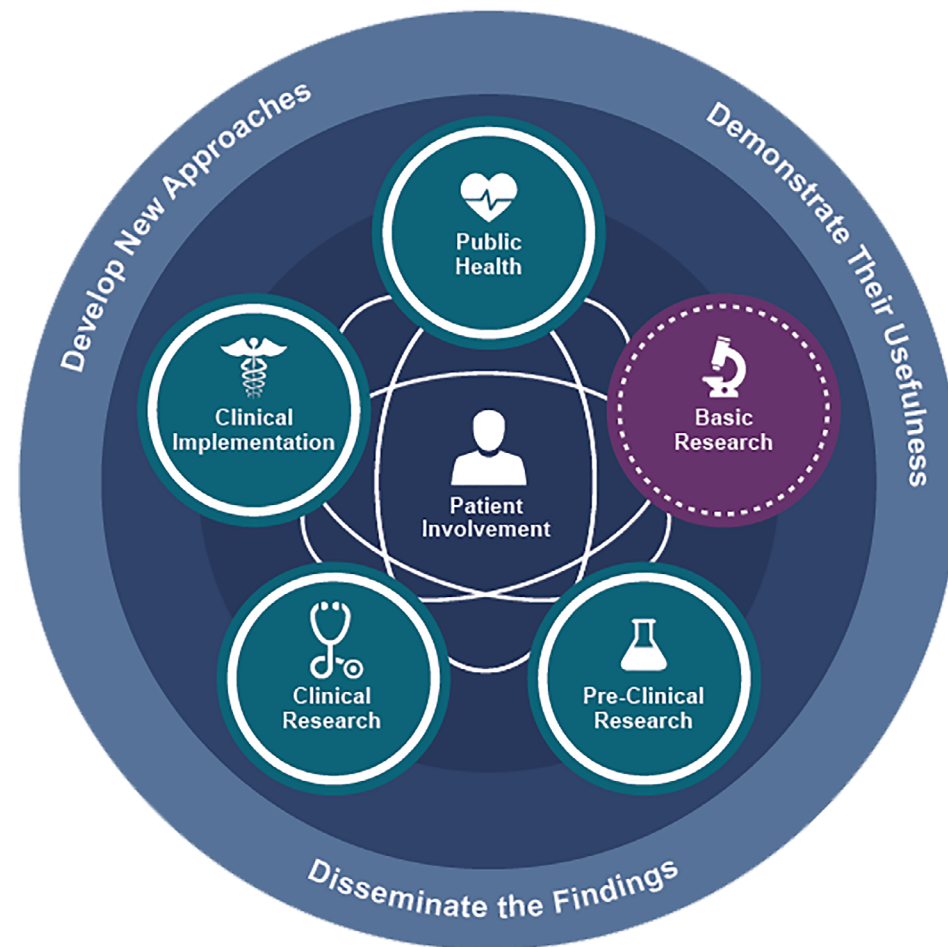 Develop New Approaches
Demonstrate Their Usefulness
Public
Health
Clinical
Implementation
Basic
Research
Patient
Involvement
Clinical
Research
Pre-Clinical
Research
Disseminate the Findings